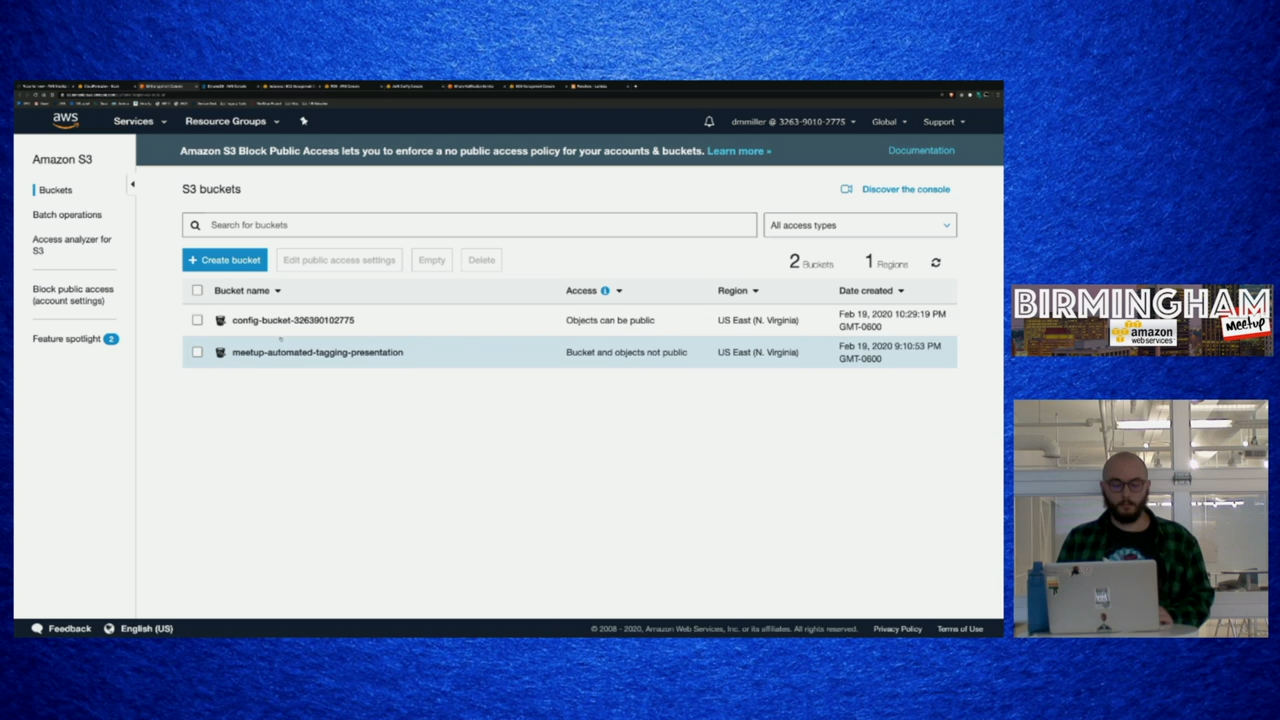 aws
Services
Resource Groups
dmmiller @ 3263-9010-2775
Global
Support
Amazon S3
Buckets
Batch operations
Access analyzer for
S3
Block public access
(account settings)
Feature spotlight 2
Amazon S3 Block Public Access lets you to enforce a no public access policy for your accounts & buckets. Learn more »
Documentation
S3 buckets
Discover the console
Search for buckets
All access types
+ Create bucket
Edit public access settings
Empty
Delete
2 Buckets
1 Regions
Bucket name
Access
Region
Date created
config-bucket-326390102775
Objects can be public
US East (N. Virginia)
Feb 19, 2020 10:29:19 PM
GMT-0600
meetup-automated-tagging-presentation
Bucket and objects not public
US East (N. Virginia)
Feb 19, 2020 9:10:53 PM
GMT-0600
Feedback
English (US)
© 2008 - 2020, Amazon Web Services, Inc. or its affiliates. All rights reserved.
Privacy Policy
Terms of Use
BIRMINGHAM
amazon
webservices
Meetup